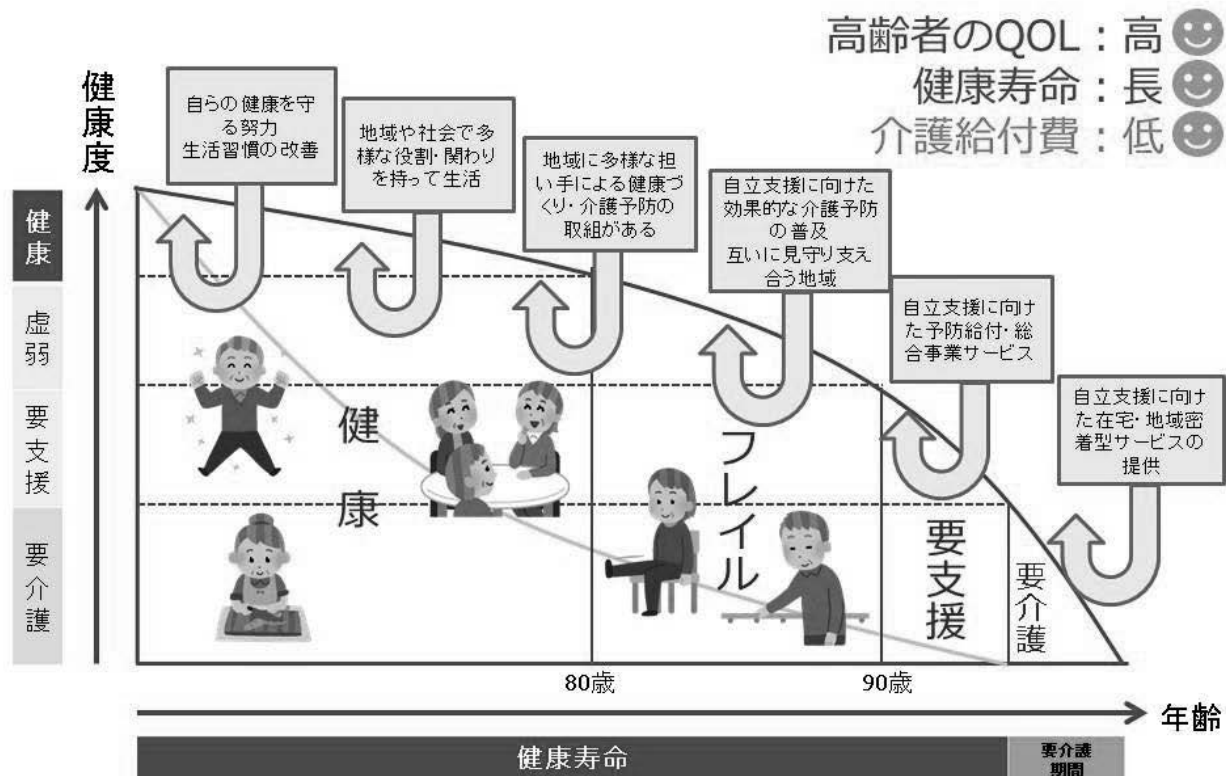 高齢者のQOL：高
健康寿命：長
介護給付費：低
健康度
自らの健康を守
る努力
生活習慣の改善
地域や社会で多
様な役割・関わり
を持って生活
地域に多様な担
い手による健康づ
くり・介護予防の
取組がある
自立支援に向けた
効果的な介護予防
の普及
互いに見守り支え
合う地域
自立支援に向け
た予防給付・総
合事業サービス
自立支援に向け
た在宅・地域密
着型サービスの
提供
健康
虚弱
要支援
要介護
健康
フレイル
要支援
要介護
80歳
90歳
年齢
健康寿命
要介護
期間